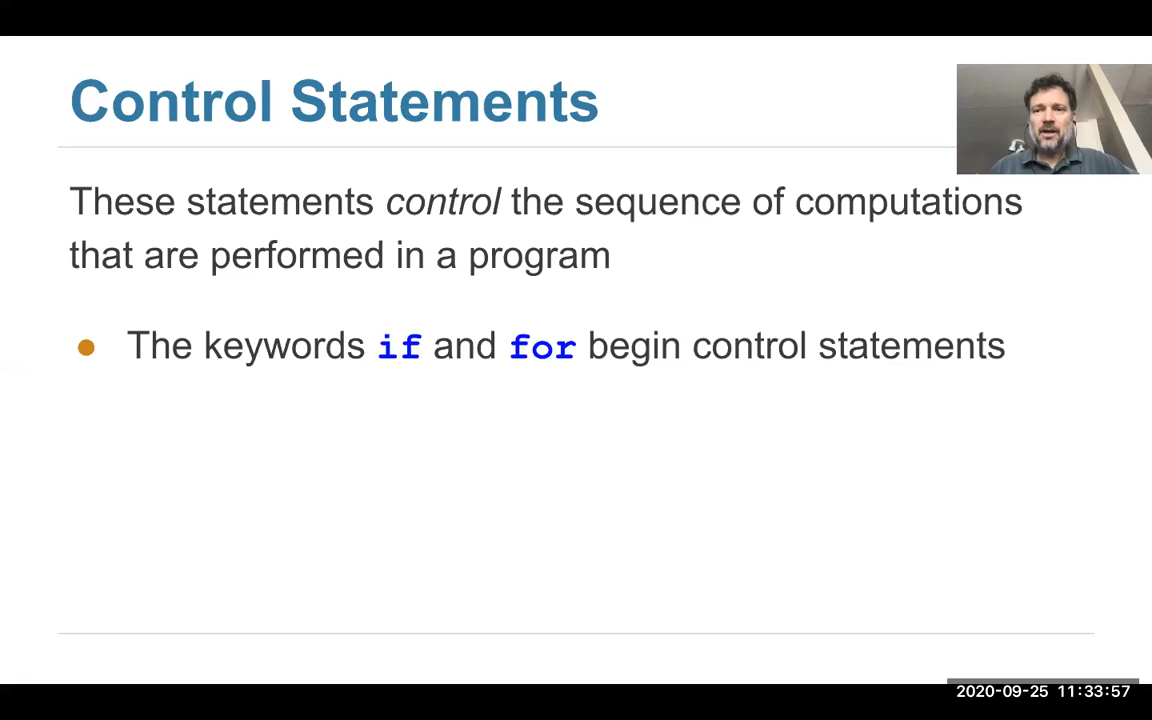 Control Statements
These statements control the sequence of computations
that are performed in a program
● The keywords if and for begin control statements
2020-09-25 11:33:57